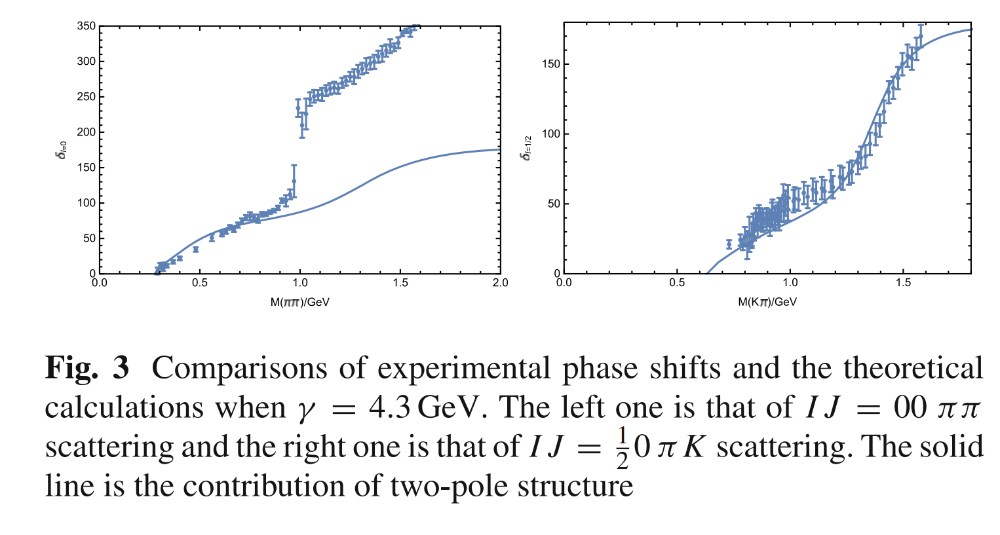 350
300
250
200
150
100
50
0
δI=0
0.0 0.5 1.0 1.5 2.0
M(ππ)/GeV
150
100
50
0
δI=1/2
0.0 0.5 1.0 1.5
M(Kπ)/GeV
Fig. 3 Comparisons of experimental phase shifts and the theoretical
calculations when γ = 4.3 GeV. The left one is that of IJ = 00 ππ
scattering and the right one is that of IJ = 1/2 0 πK scattering. The solid
line is the contribution of two-pole structure